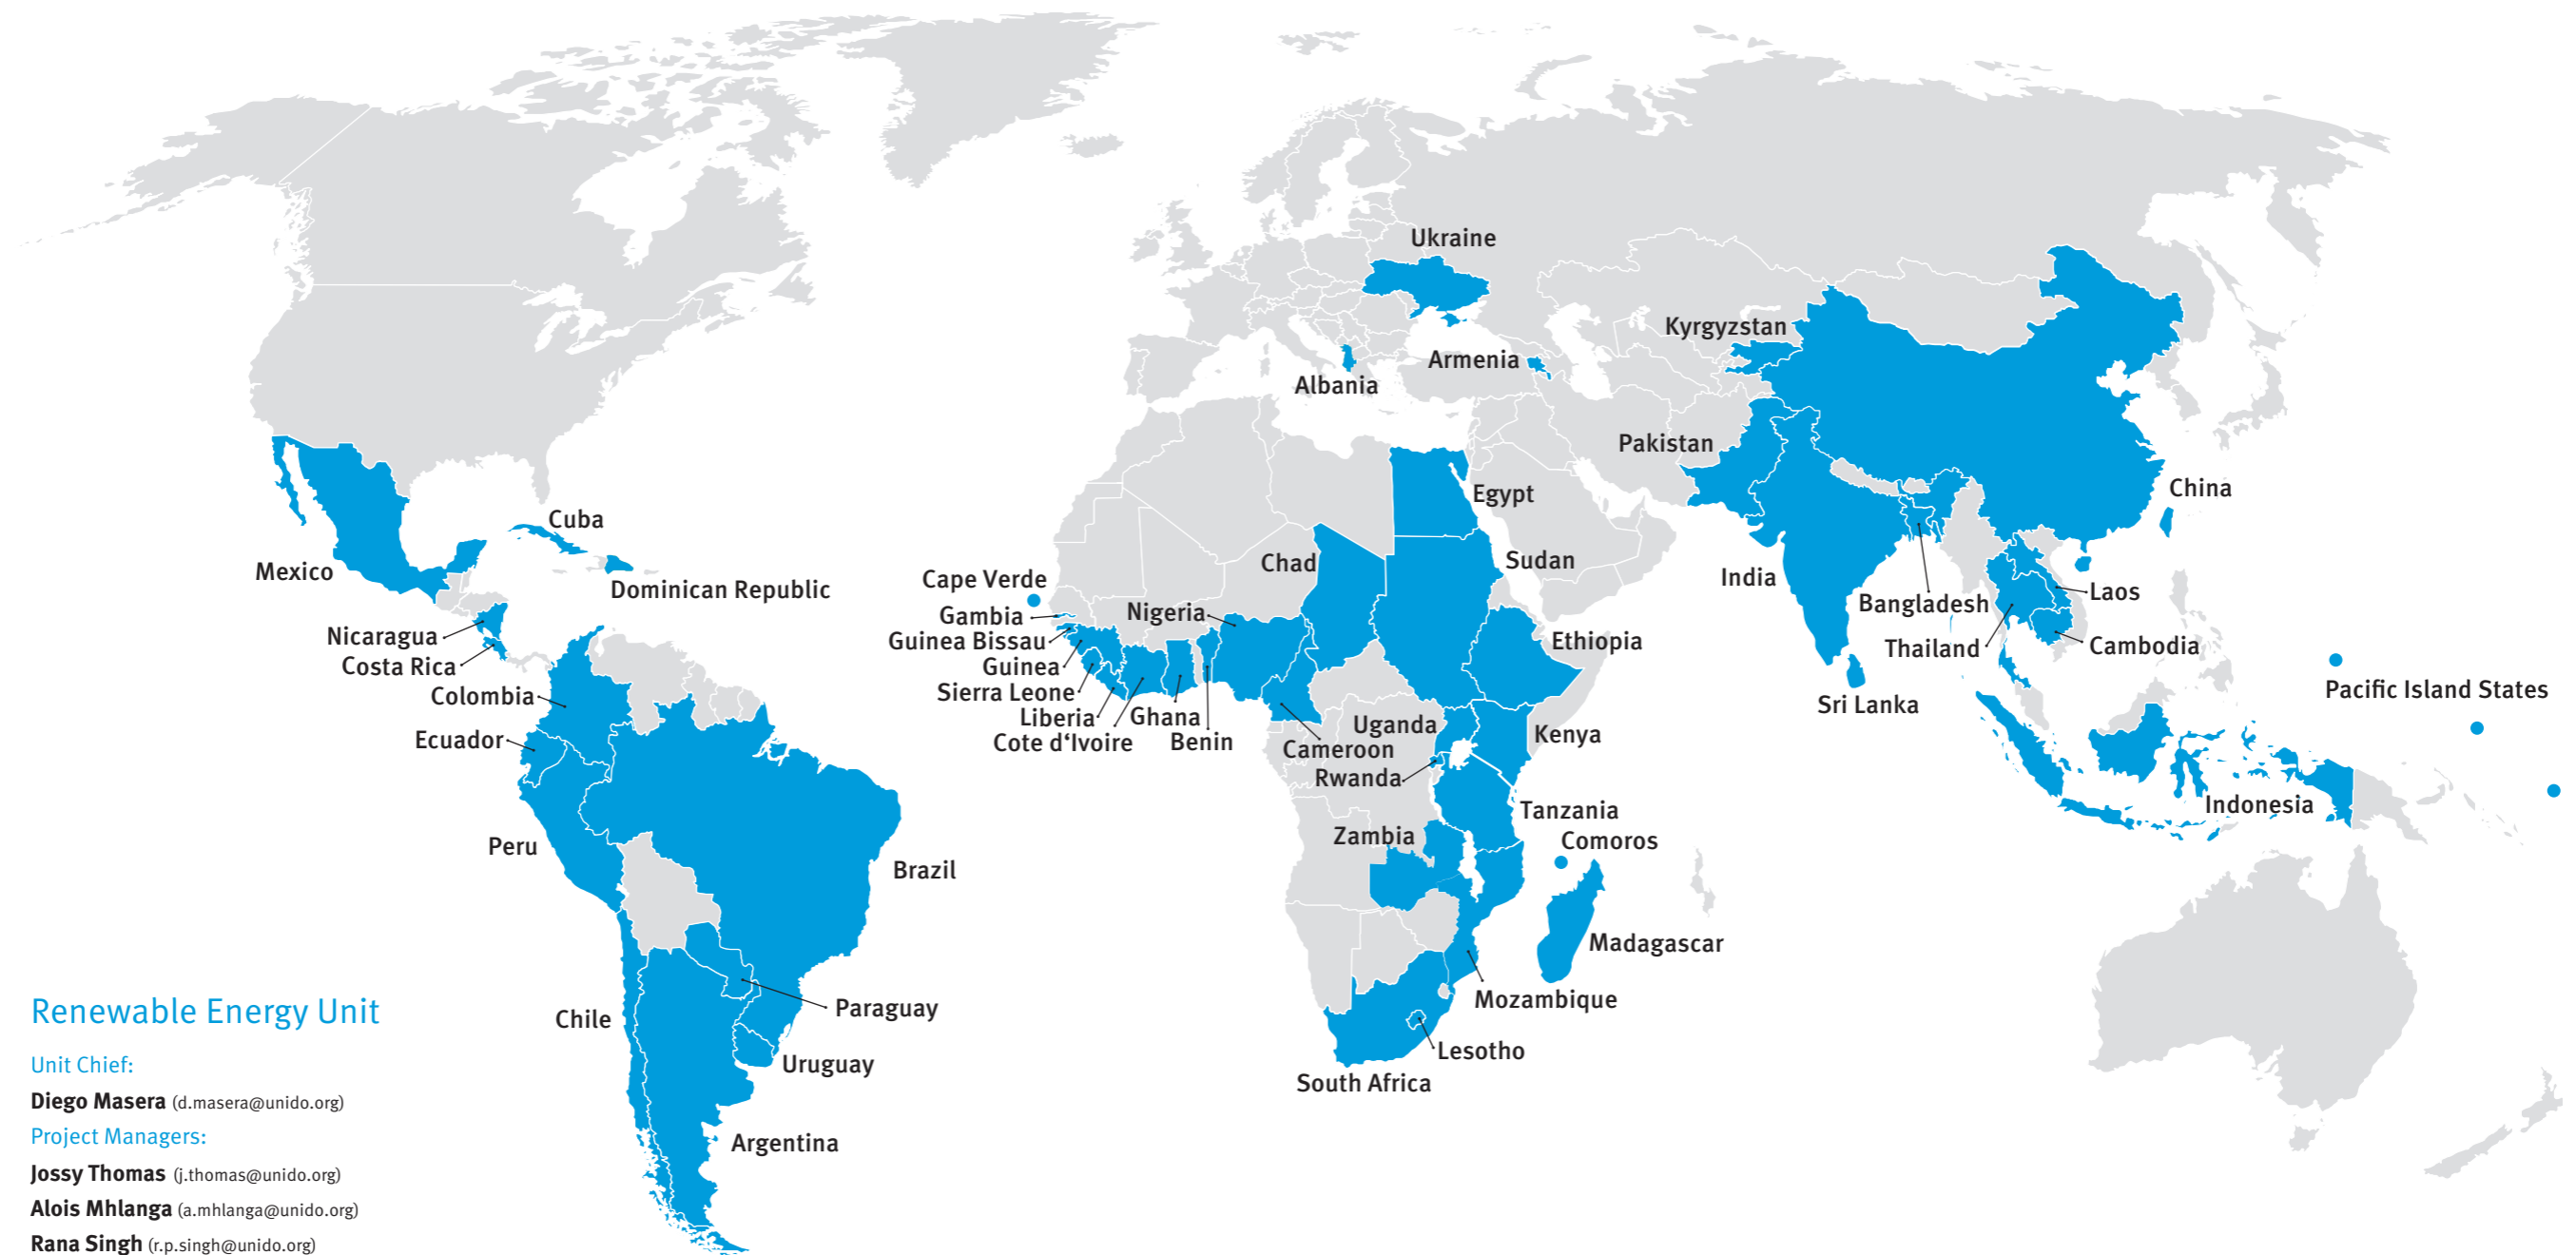 Ukraine
Kyrgyzstan
Armenia
Albania
Pakistan
China
Egypt
Cuba
Mexico
Dominican Republic
Chad
Sudan
India
Cape Verde
Gambia
Nigeria
Bangladesh
Laos
Nicaragua
Guinea Bissau
Ethiopia
Thailand
Cambodia
Costa Rica
Guinea
Colombia
Sierra Leone
Sri Lanka
Pacific Island States
Liberia
Ghana
Uganda
Kenya
Ecuador
Cote d‘Ivoire
Benin
Cameroon
Rwanda
Tanzania
Indonesia
Peru
Zambia
Comoros
Brazil
Madagascar
Mozambique
Chile
Paraguay
Lesotho
Uruguay
South Africa
Argentina
Renewable Energy Unit
Unit Chief:
Diego Masera (d.masera@unido.org)
Project Managers:
Jossy Thomas (j.thomas@unido.org)
Alois Mhlanga (a.mhlanga@unido.org)
Rana Singh (r.p.singh@unido.org)